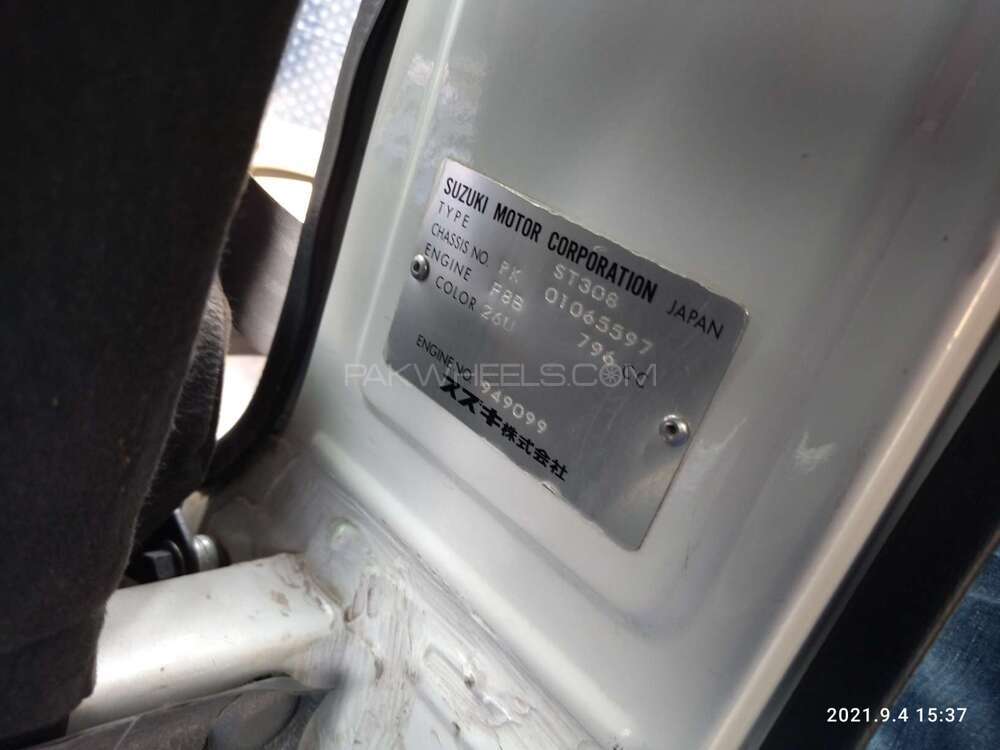 SUZUKI MOTOR CORPORATION JAPAN
TYPE ST308
CHASSIS NO. PK 01065597
ENGINE F8B 796 CC
COLOR 26U
ENGINE NO. 949099
スズキ株式会社
PAKWHEELS.COM
2021.9.4 15:37